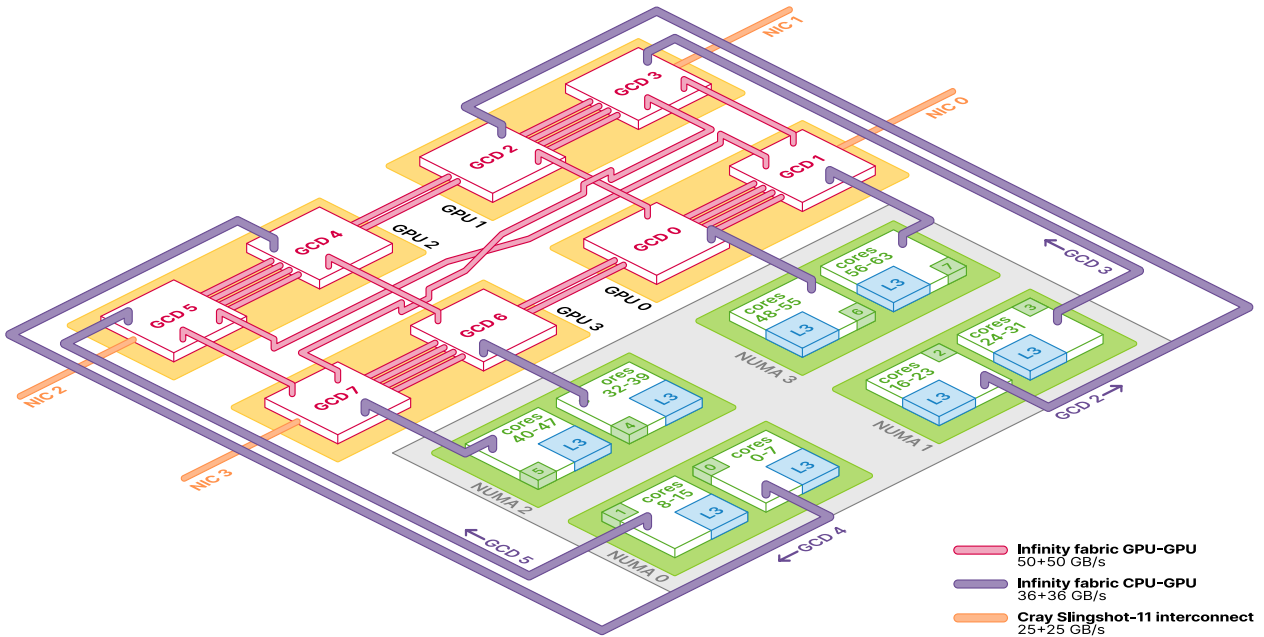 NIC 1
GCD 3
NIC 0
GCD 2
GCD 1
GPU 1
GCD 4
GPU 2
GCD 0
GPU 0
cores
56-63
L3
7
GCD 3
cores
48-55
L3
6
NUMA 3
GCD 5
GCD 6
GPU 3
cores
24-31
L3
3
cores
16-23
L3
2
NUMA 1
GCD 2
NIC 2
GCD 7
ores
32-39
L3
4
cores
40-47
L3
5
NUMA 2
NIC 3
cores
0-7
L3
0
cores
8-15
L3
1
NUMA 0
GCD 5
GCD 4
Infinity fabric GPU-GPU
50+50 GB/s
Infinity fabric CPU-GPU
36+36 GB/s
Cray Slingshot-11 interconnect
25+25 GB/s